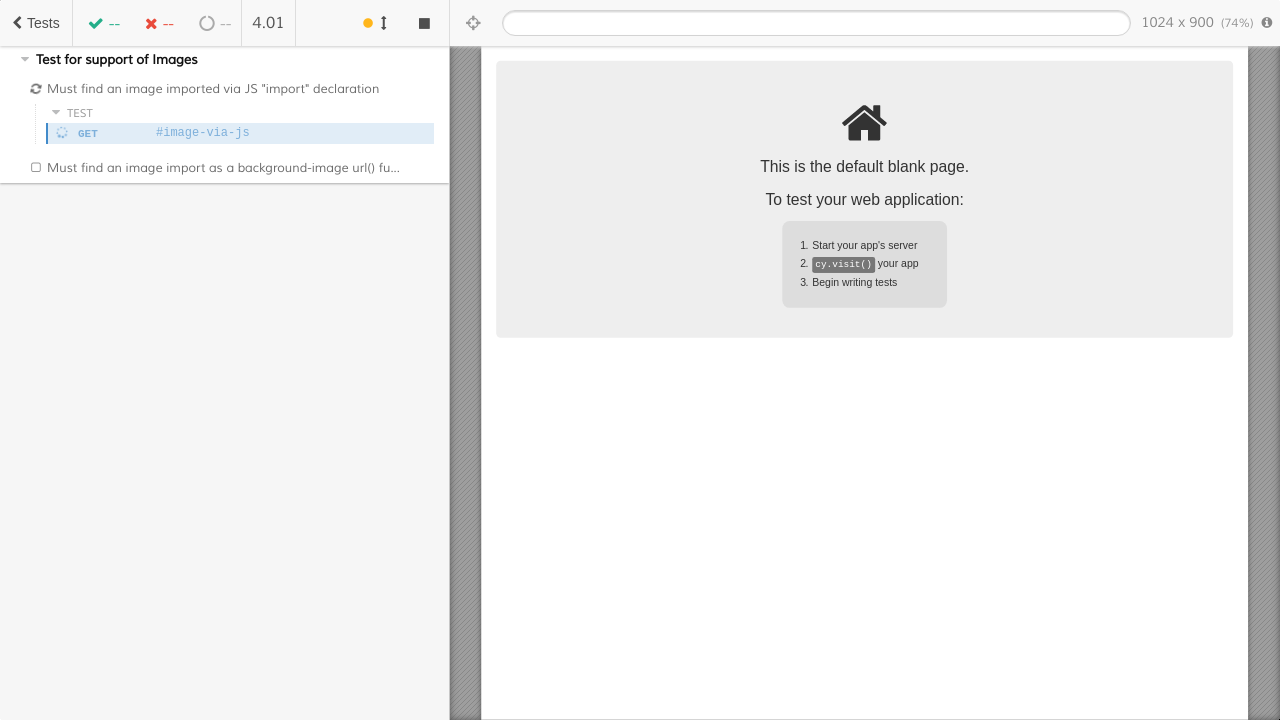 Tests
--
--
--
4.01
1024 x 900 (74%)
Test for support of Images
Must find an image imported via JS "import" declaration
TEST
GET #image-via-js
Must find an image import as a background-image url() fu...
This is the default blank page.
To test your web application:
1. Start your app's server
2. cy.visit() your app
3. Begin writing tests